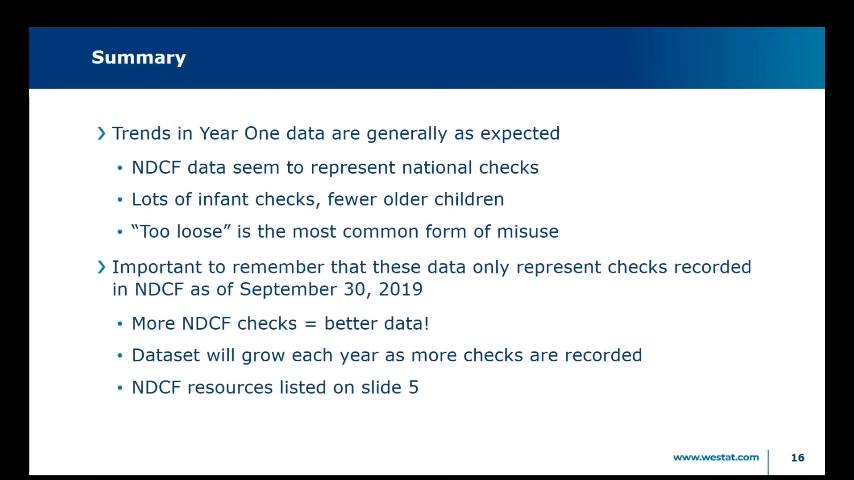 Summary
Trends in Year One data are generally as expected
• NDCF data seem to represent national checks
• Lots of infant checks, fewer older children
• “Too loose” is the most common form of misuse
Important to remember that these data only represent checks recorded
in NDCF as of September 30, 2019
• More NDCF checks = better data!
• Dataset will grow each year as more checks are recorded
• NDCF resources listed on slide 5
www.westat.com 16